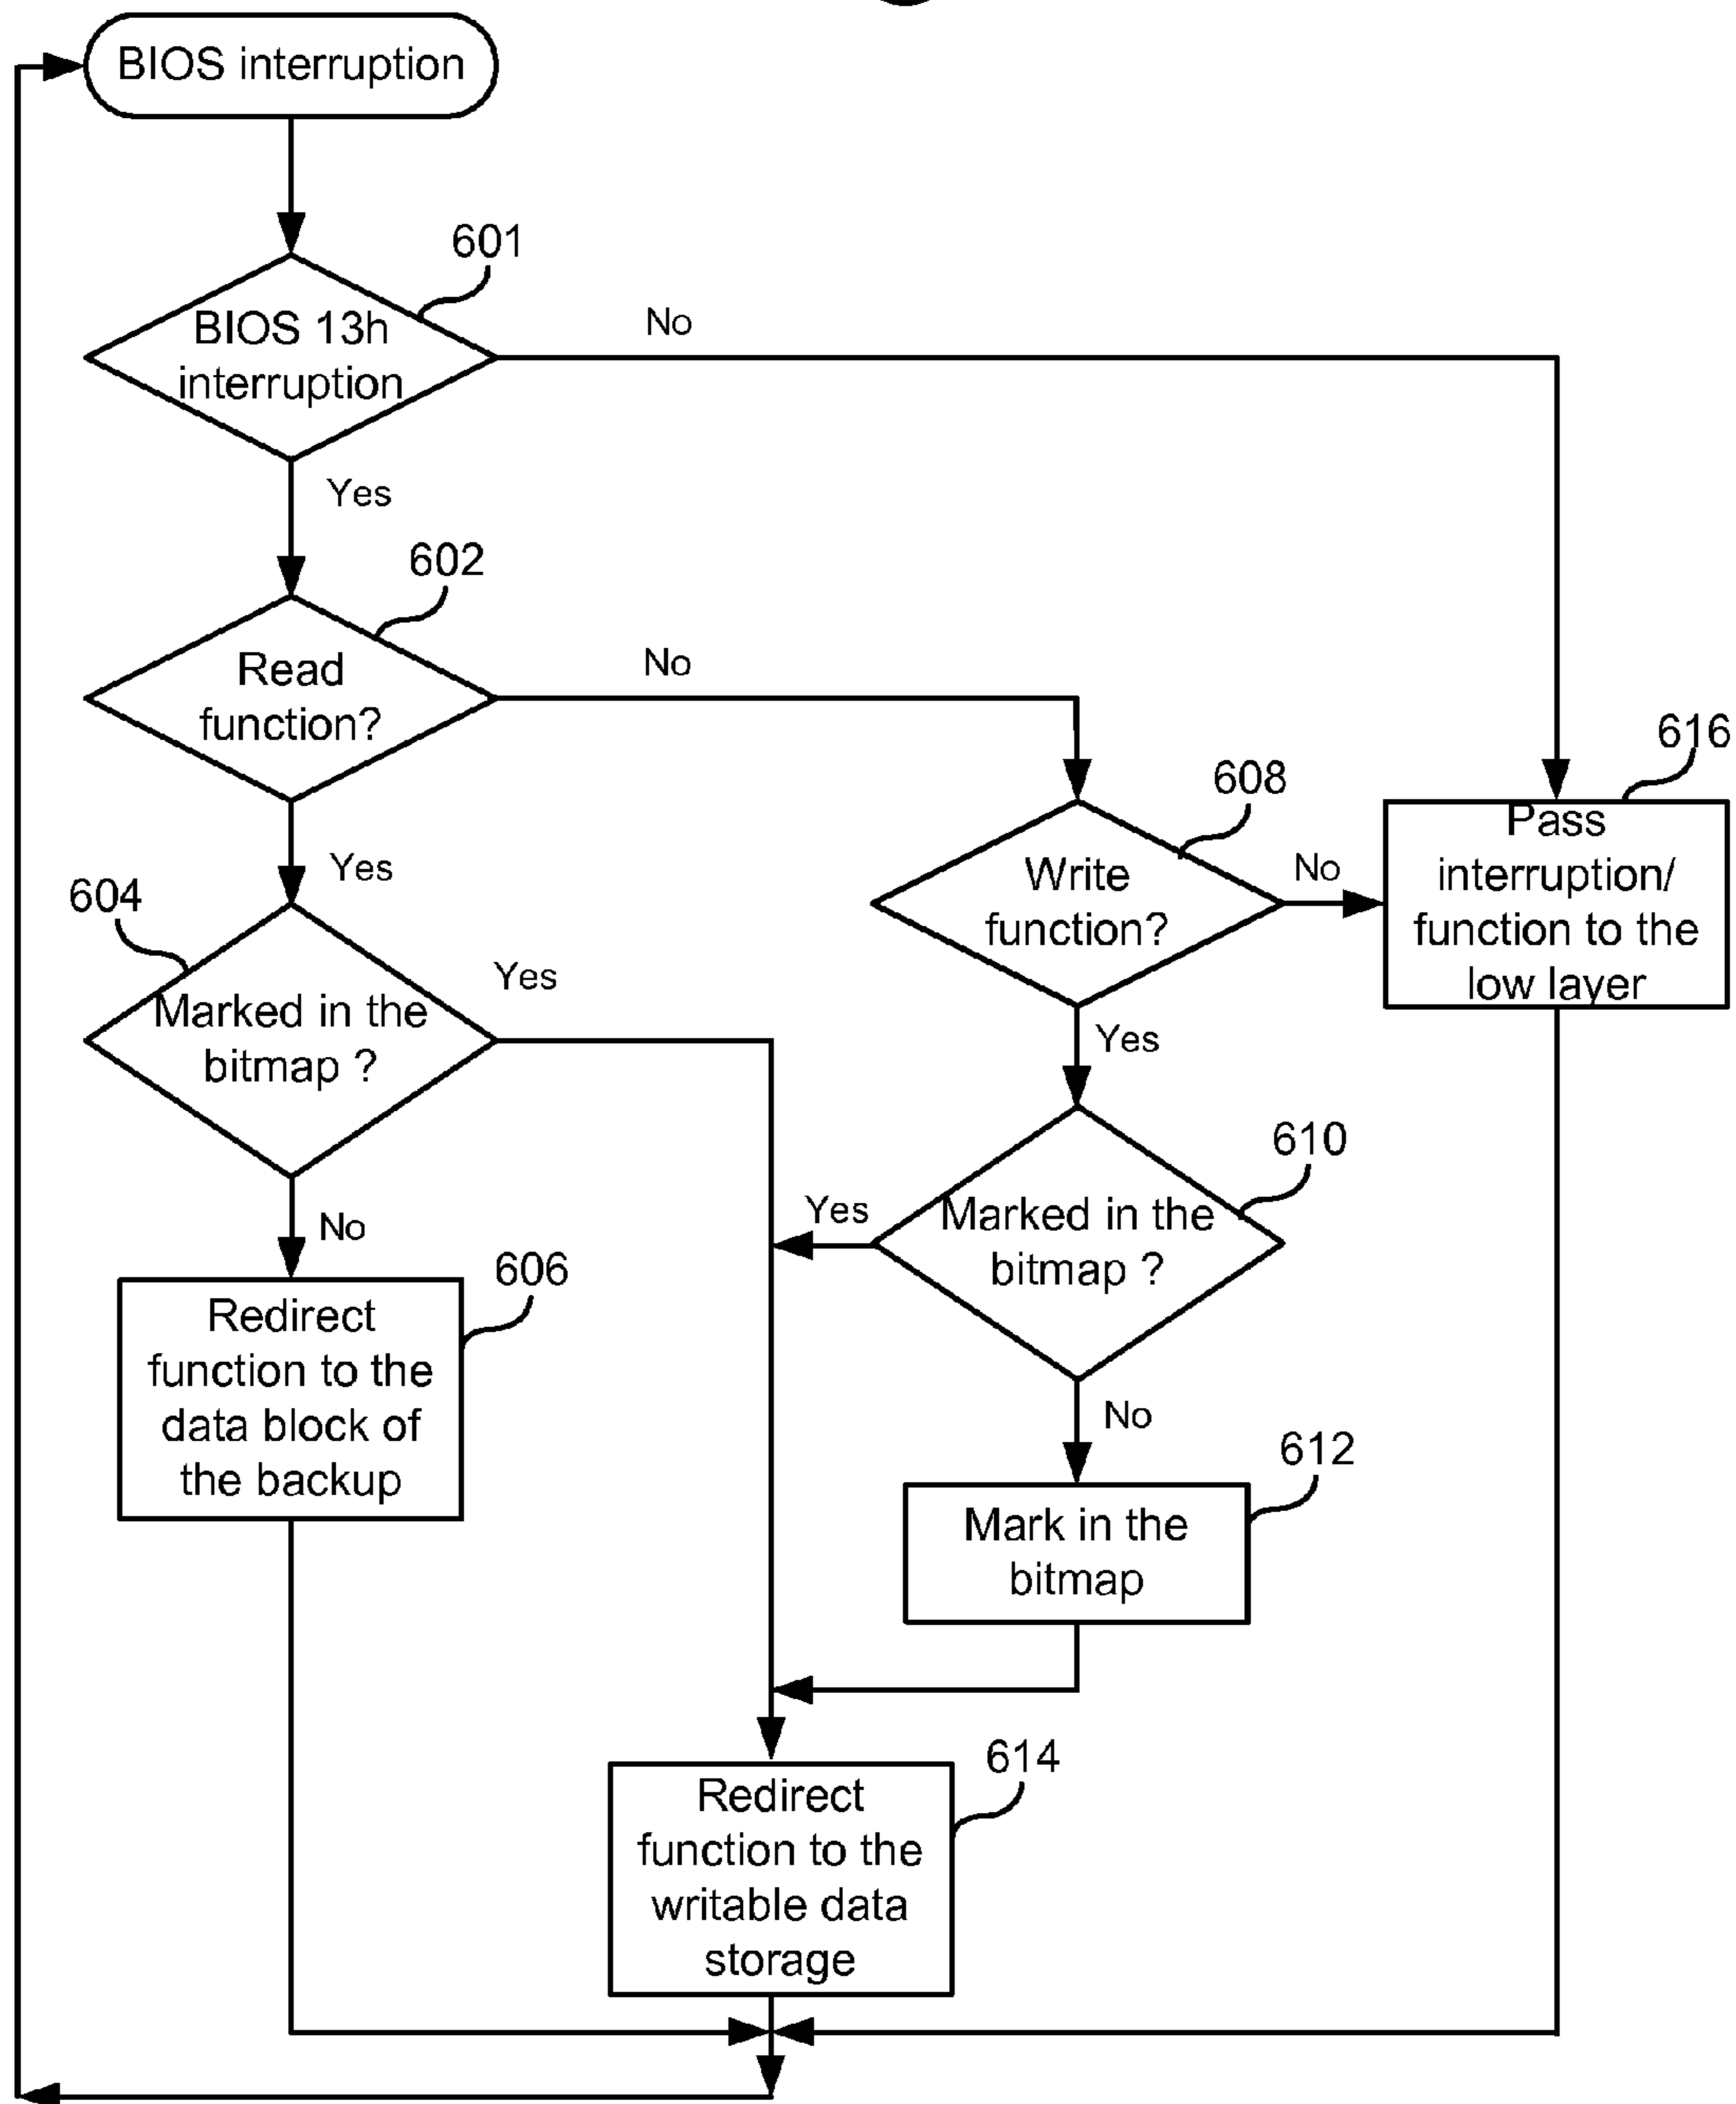 BIOS interruption
601
BIOS 13h
interruption
No
Yes
602
Read
function?
No
616
608
Pass
interruption/
function to the
low layer
Write
function?
No
Yes
604
Yes
Marked in the
bitmap ?
Yes
610
Marked in the
bitmap ?
Yes
No
606
Redirect
function to the
data block of
the backup
No
612
Mark in the
bitmap
614
Redirect
function to the
writable data
storage